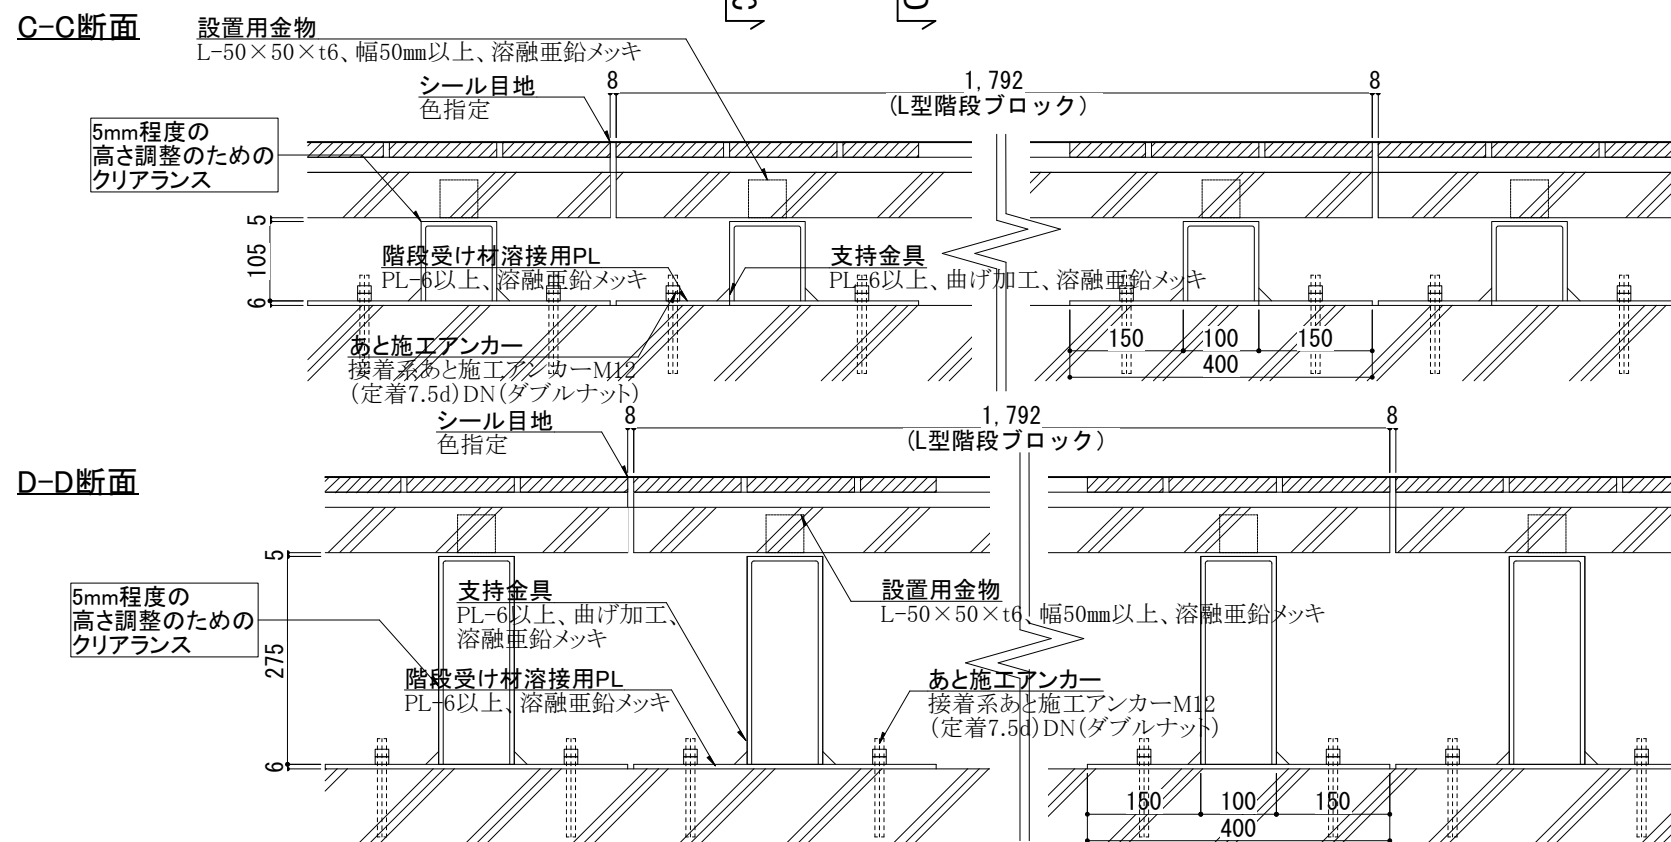 C
D
C-C断面
設置用金物
L-50×50×t6、幅50mm以上、溶融亜鉛メッキ
シール目地
色指定
8
1,792
(L型階段ブロック)
8
5mm程度の
高さ調整のための
クリアランス
5
105
6
階段受け材溶接用PL
PL-6以上、溶融亜鉛メッキ
支持金具
PL-6以上、曲げ加工、溶融亜鉛メッキ
あと施工アンカー
接着系あと施工アンカーM12
(定着7.5d)DN(ダブルナット)
150
100
150
400
シール目地
色指定
8
1,792
(L型階段ブロック)
8
D-D断面
5
275
6
5mm程度の
高さ調整のための
クリアランス
支持金具
PL-6以上、曲げ加工、
溶融亜鉛メッキ
設置用金物
L-50×50×t6、幅50mm以上、溶融亜鉛メッキ
階段受け材溶接用PL
PL-6以上、溶融亜鉛メッキ
あと施工アンカー
接着系あと施工アンカーM12
(定着7.5d)DN(ダブルナット)
150
100
150
400